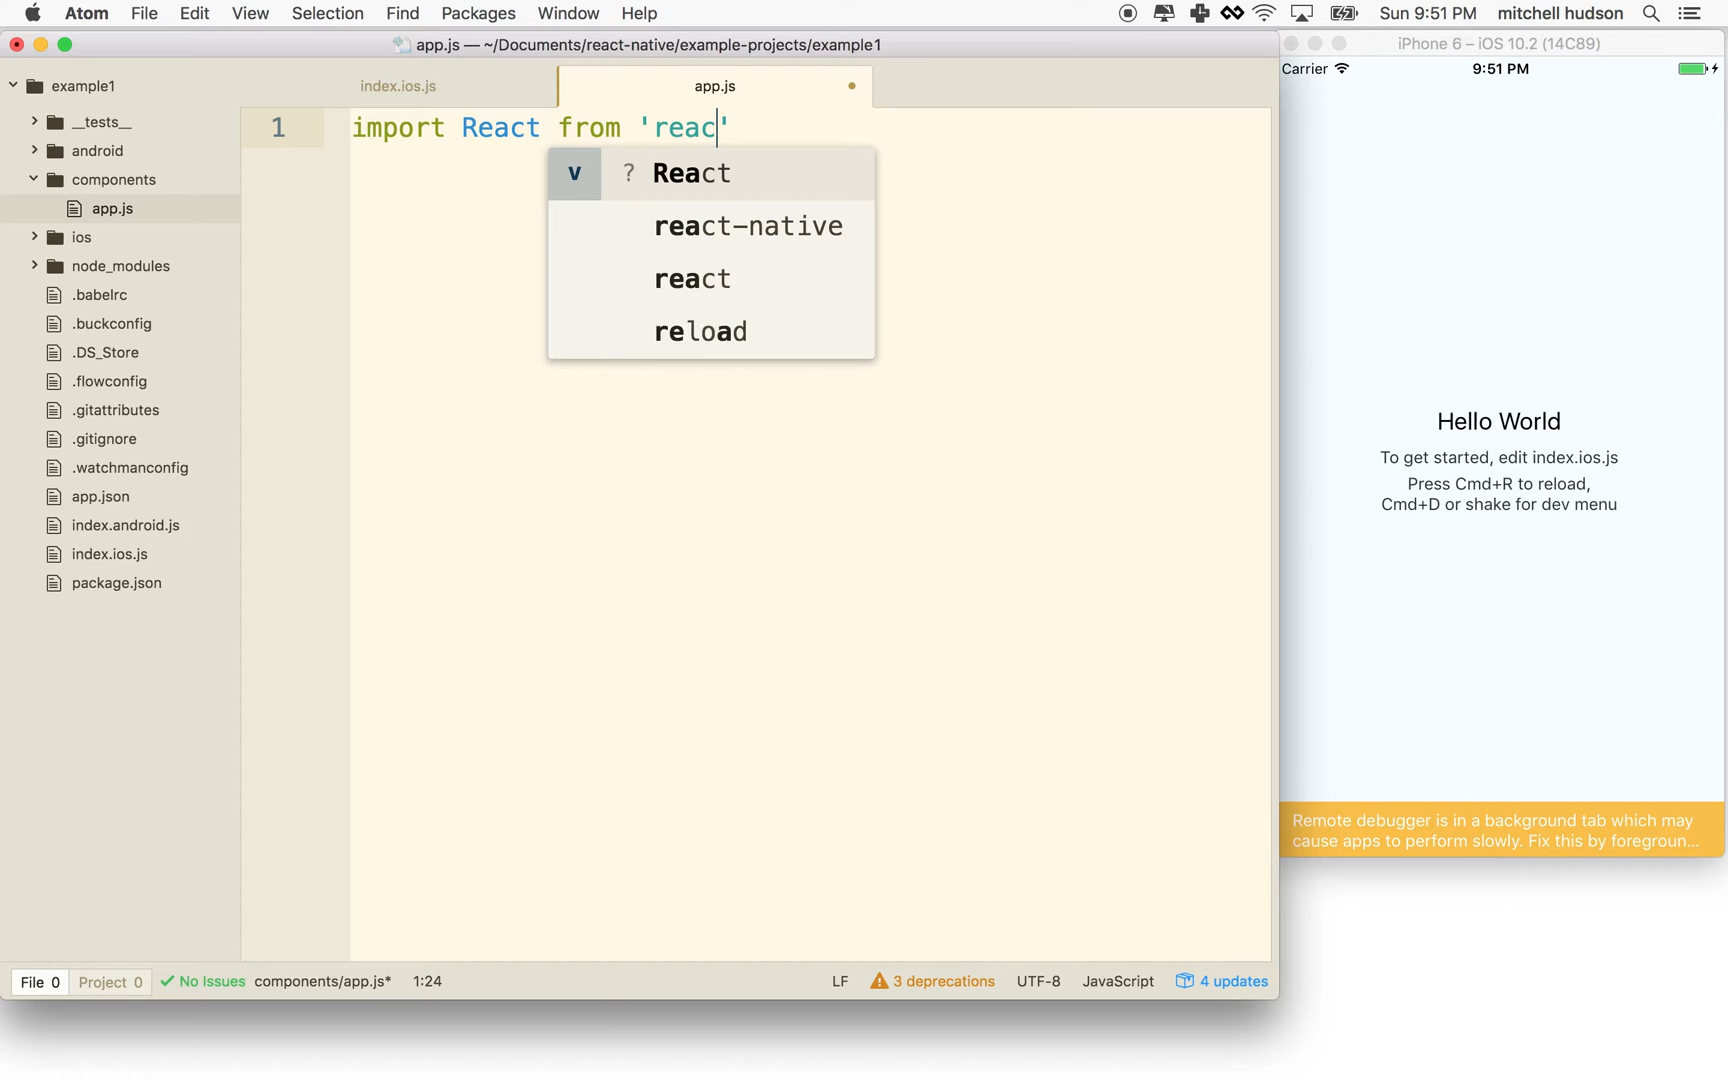 Atom File Edit View Selection Find Packages Window Help Sun 9:51 PM mitchell hudson
app.js — ~/Documents/react-native/example-projects/example1
iPhone 6 – iOS 10.2 (14C89)
Carrier 9:51 PM
example1
__tests__
android
components
app.js
ios
node_modules
.babelrc
.buckconfig
.DS_Store
.flowconfig
.gitattributes
.gitignore
.watchmanconfig
app.json
index.android.js
index.ios.js
package.json
index.ios.js app.js
1 import React from 'reac'
v ? React
react-native
react
reload
Hello World
To get started, edit index.ios.js
Press Cmd+R to reload,
Cmd+D or shake for dev menu
Remote debugger is in a background tab which may
cause apps to perform slowly. Fix this by foregroun...
File 0 Project 0 No Issues components/app.js* 1:24 LF 3 deprecations UTF-8 JavaScript 4 updates